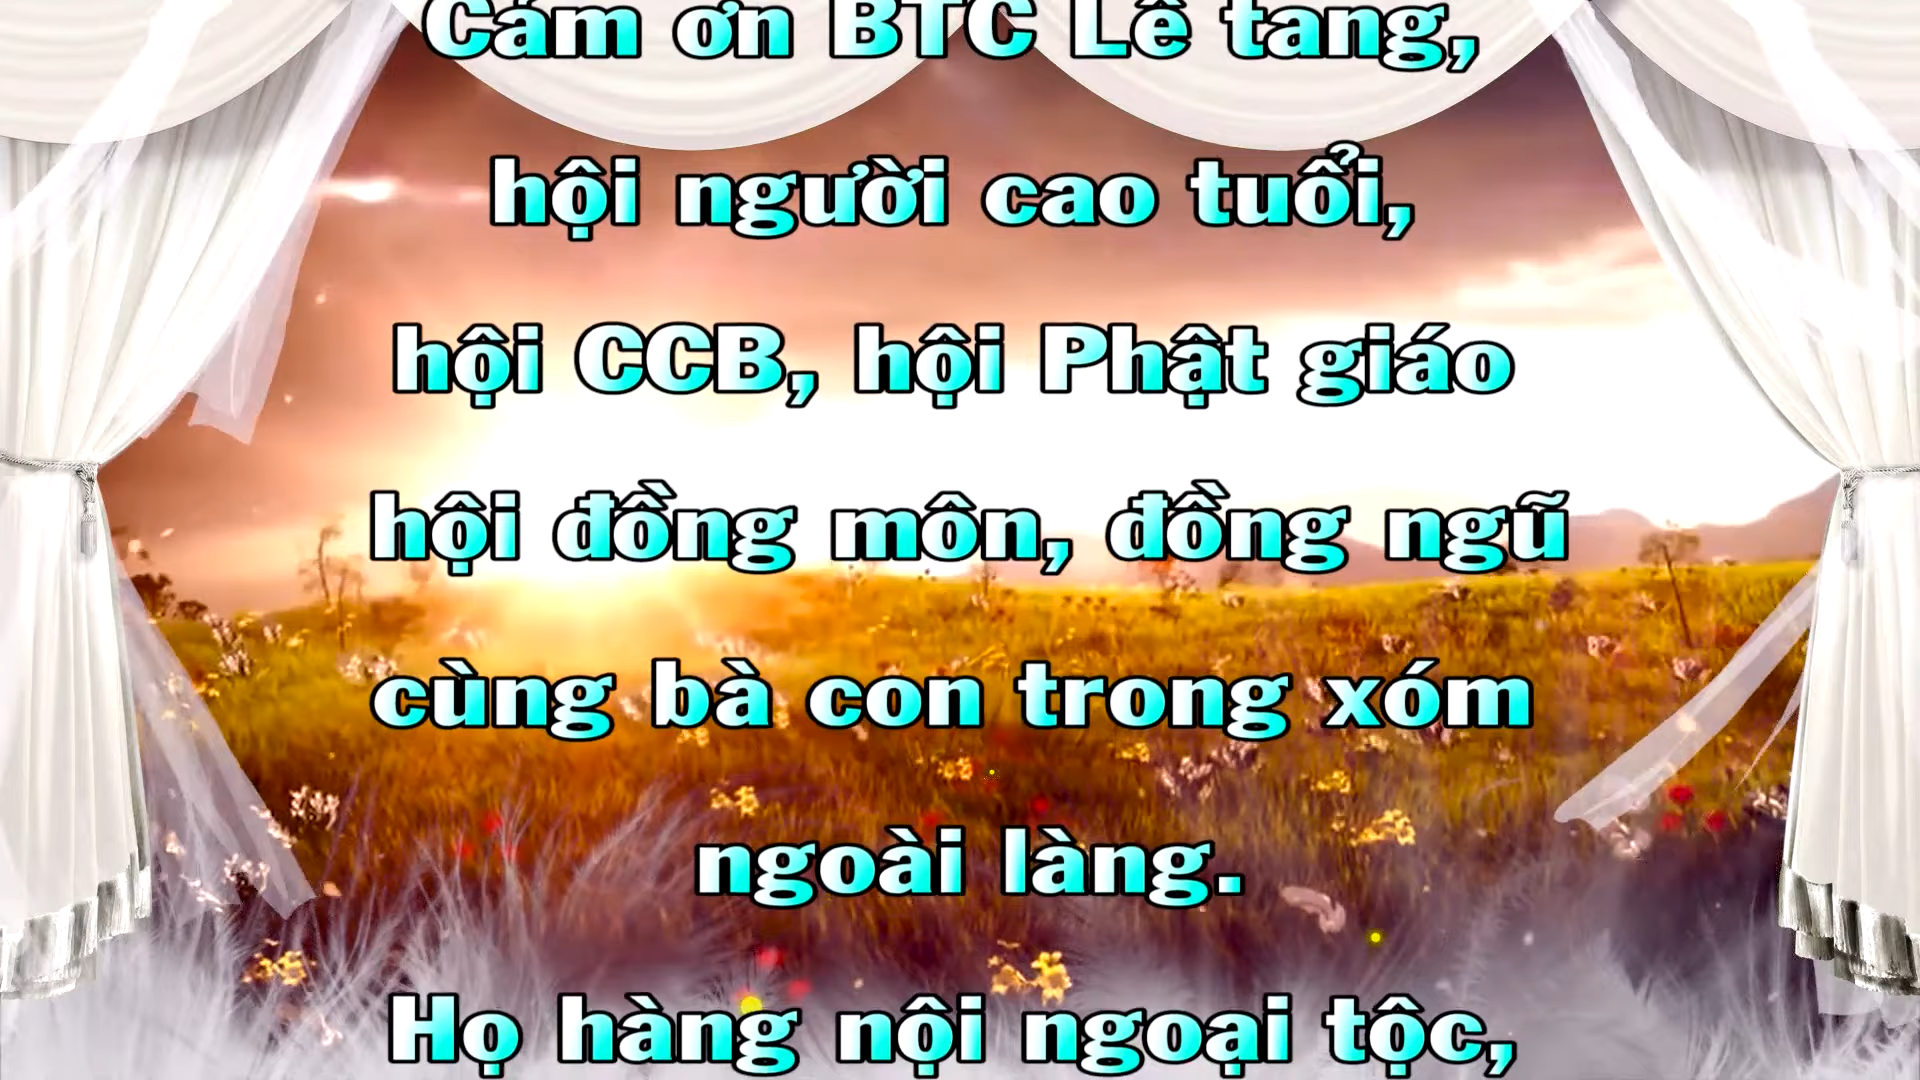 Cám ơn BTC Lễ tang,
hội người cao tuổi,
hội CCB, hội Phật giáo
hội đồng môn, đồng ngũ
cùng bà con trong xóm
ngoài làng.
Họ hàng nội ngoại tộc,